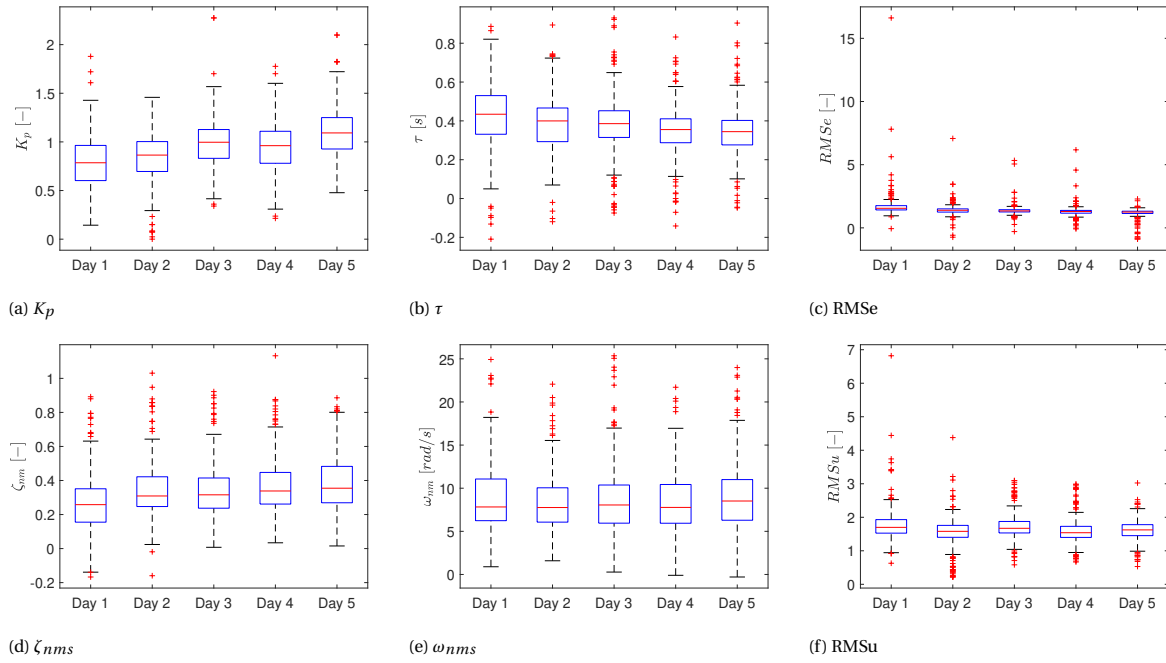 2
1.5
1
0.5
0
K_p [−]
Day 1 Day 2 Day 3 Day 4 Day 5
(a) K_p
0.8
0.6
0.4
0.2
0
-0.2
τ [s]
Day 1 Day 2 Day 3 Day 4 Day 5
(b) τ
15
10
5
0
RMSe [−]
Day 1 Day 2 Day 3 Day 4 Day 5
(c) RMSe
1
0.8
0.6
0.4
0.2
0
-0.2
ζ_nm [−]
Day 1 Day 2 Day 3 Day 4 Day 5
(d) ζ_nms
25
20
15
10
5
0
ω_nm [rad/s]
Day 1 Day 2 Day 3 Day 4 Day 5
(e) ω_nms
7
6
5
4
3
2
1
0
RMSu [−]
Day 1 Day 2 Day 3 Day 4 Day 5
(f) RMSu